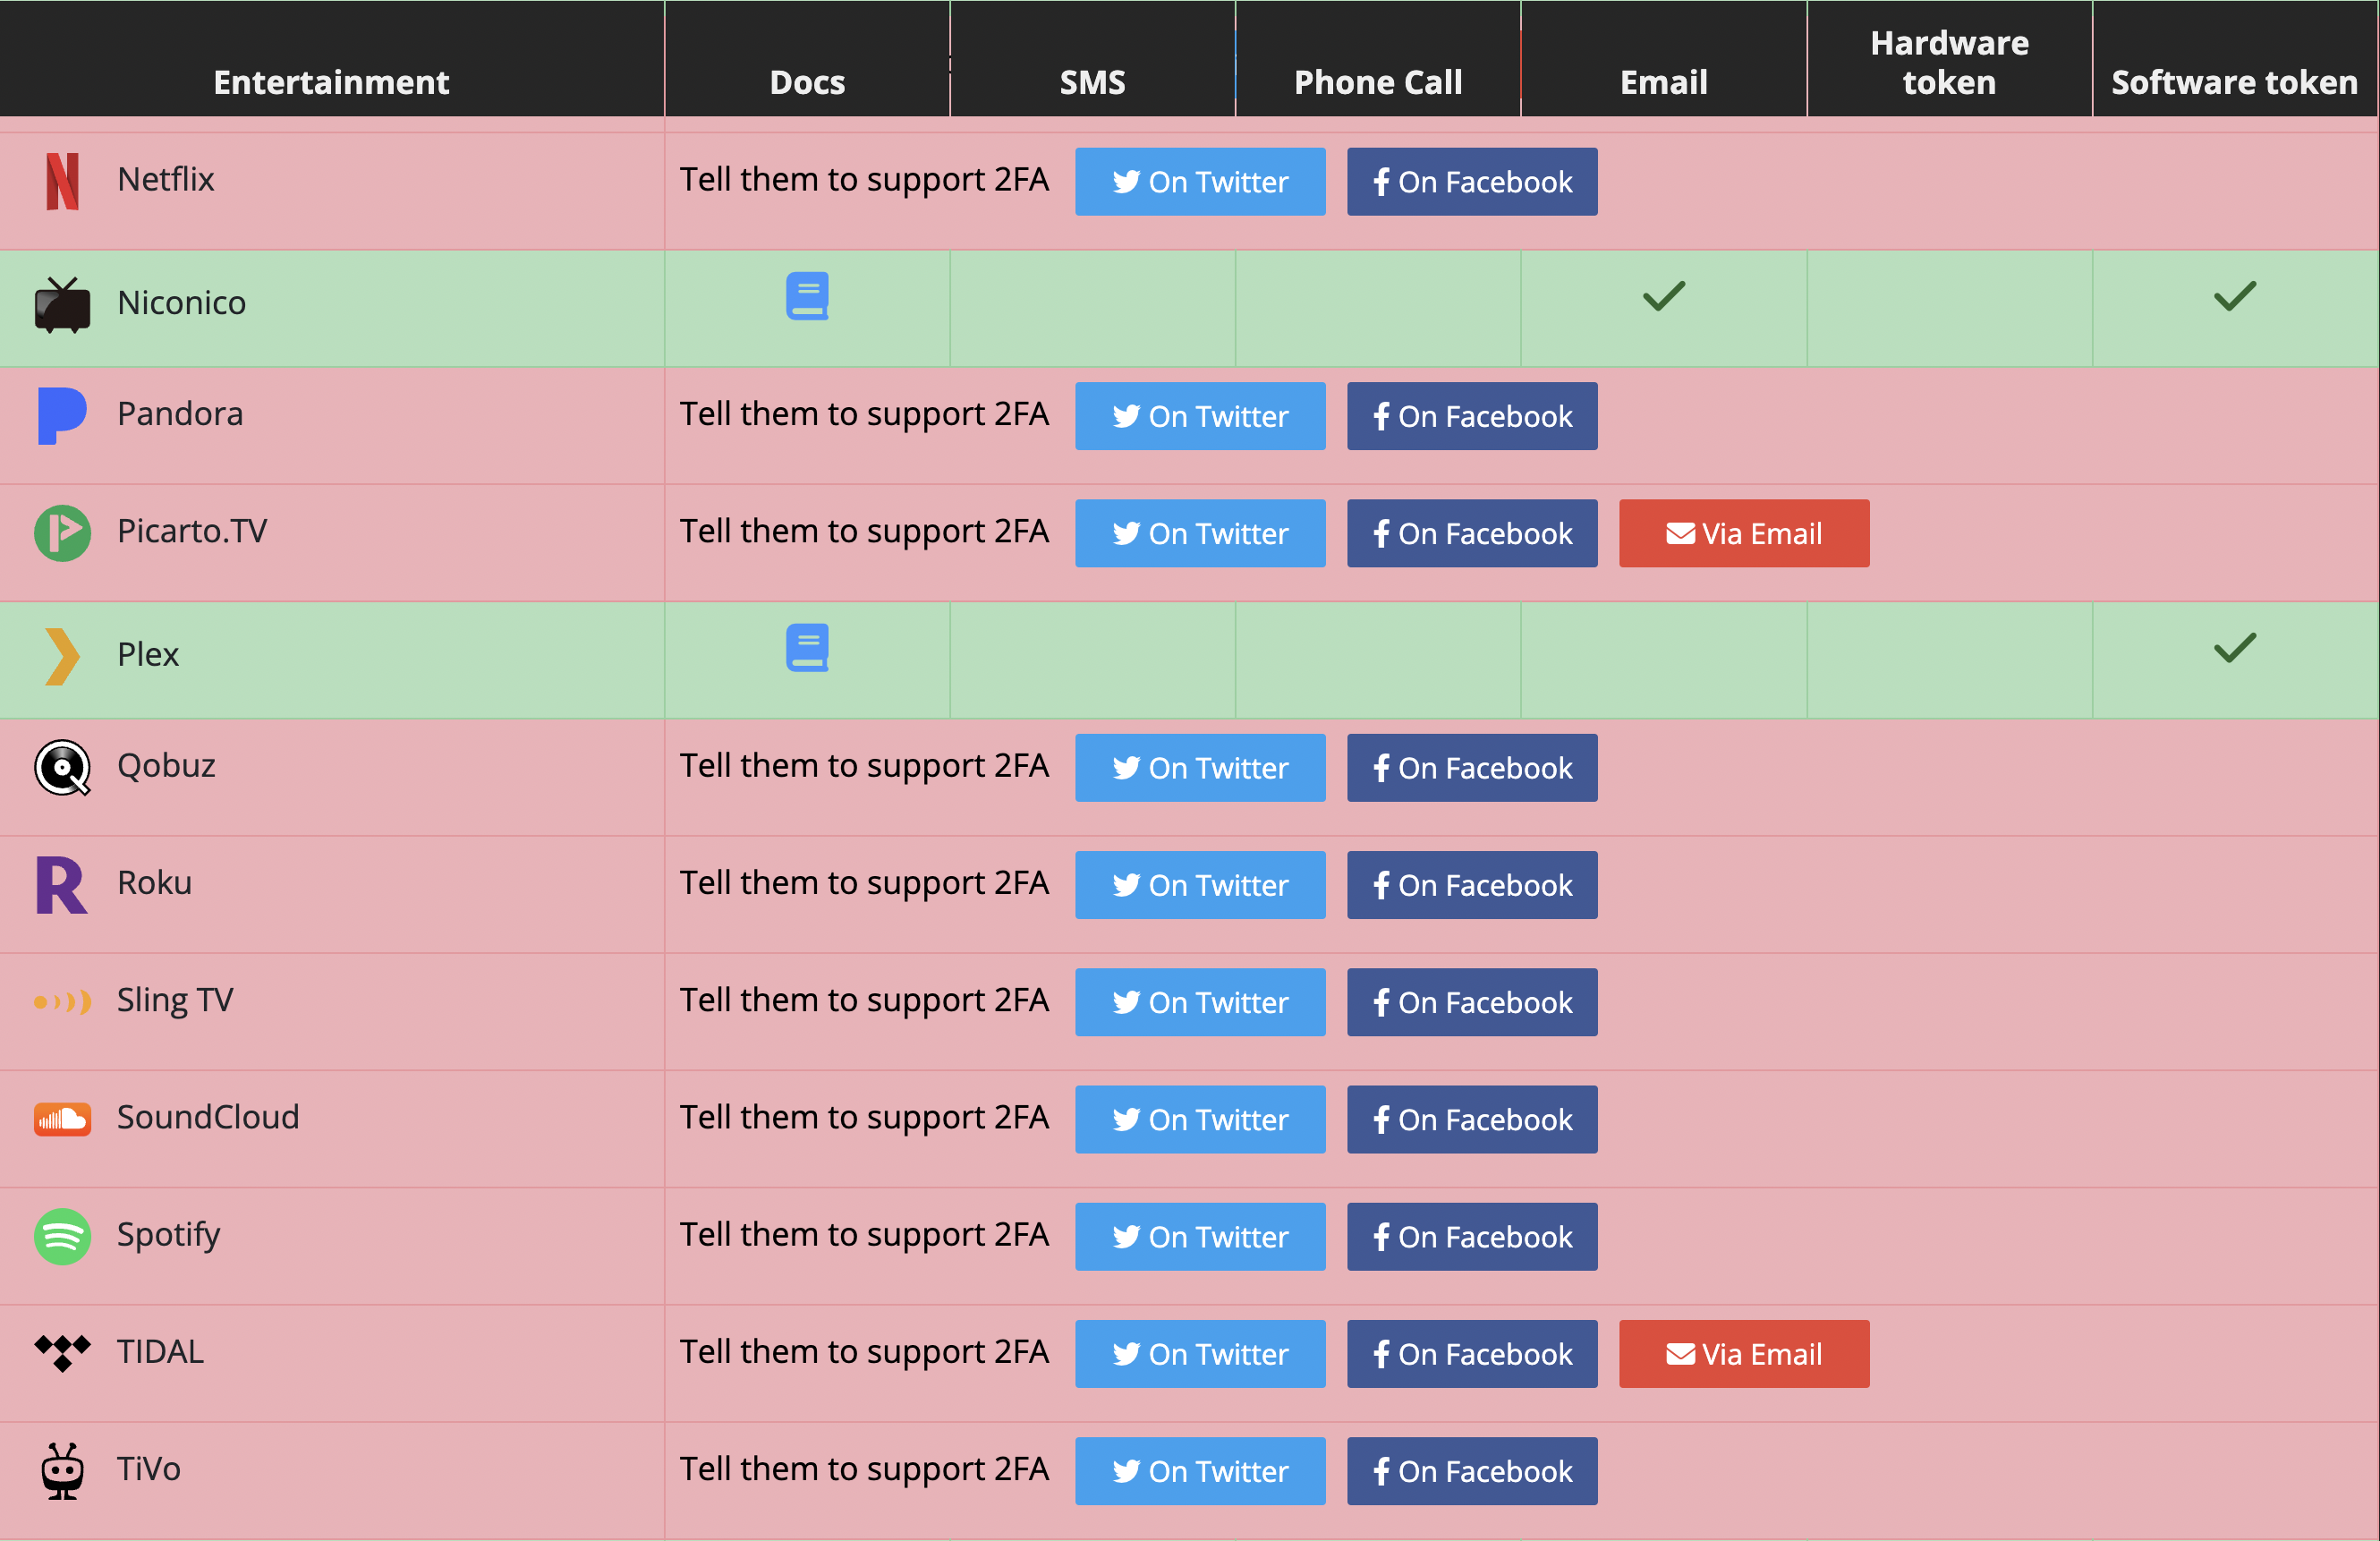 Entertainment Docs SMS Phone Call Email Hardware token Software token
Netflix Tell them to support 2FA On Twitter On Facebook
Niconico
Pandora Tell them to support 2FA On Twitter On Facebook
Picarto.TV Tell them to support 2FA On Twitter On Facebook Via Email
Plex
Qobuz Tell them to support 2FA On Twitter On Facebook
Roku Tell them to support 2FA On Twitter On Facebook
Sling TV Tell them to support 2FA On Twitter On Facebook
SoundCloud Tell them to support 2FA On Twitter On Facebook
Spotify Tell them to support 2FA On Twitter On Facebook
TIDAL Tell them to support 2FA On Twitter On Facebook Via Email
TiVo Tell them to support 2FA On Twitter On Facebook